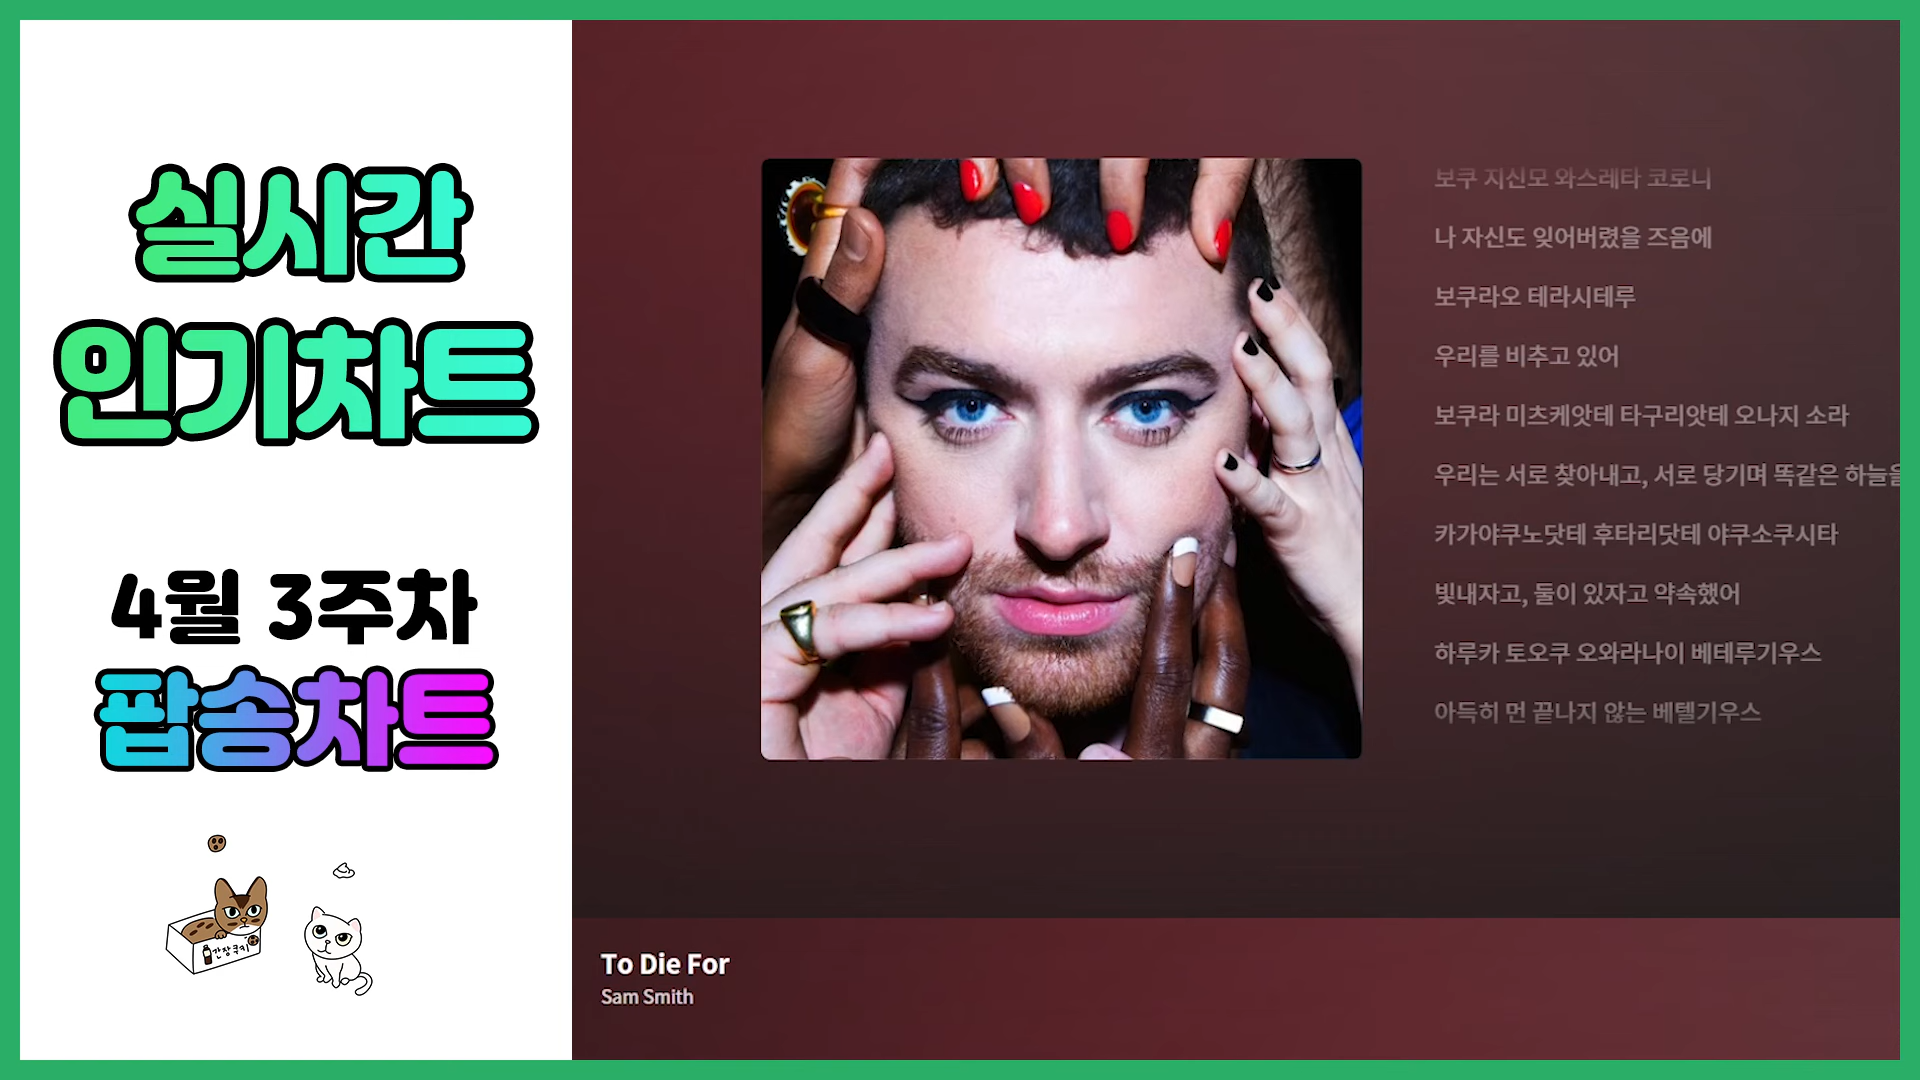 실시간
인기차트
4월 3주차
팝송차트
간장쿡키
보쿠 지신모 와스레타 코로니
나 자신도 잊어버렸을 즈음에
보쿠라오 테라시테루
우리를 비추고 있어
보쿠라 미츠케앗테 타구리앗테 오나지 소라
우리는 서로 찾아내고, 서로 당기며 똑같은 하늘을
카가야쿠노닷테 후타리닷테 야쿠소쿠시타
빛내자고, 둘이 있자고 약속했어
하루카 토오쿠 오와라나이 베테루기우스
아득히 먼 끝나지 않는 베텔기우스
To Die For
Sam Smith